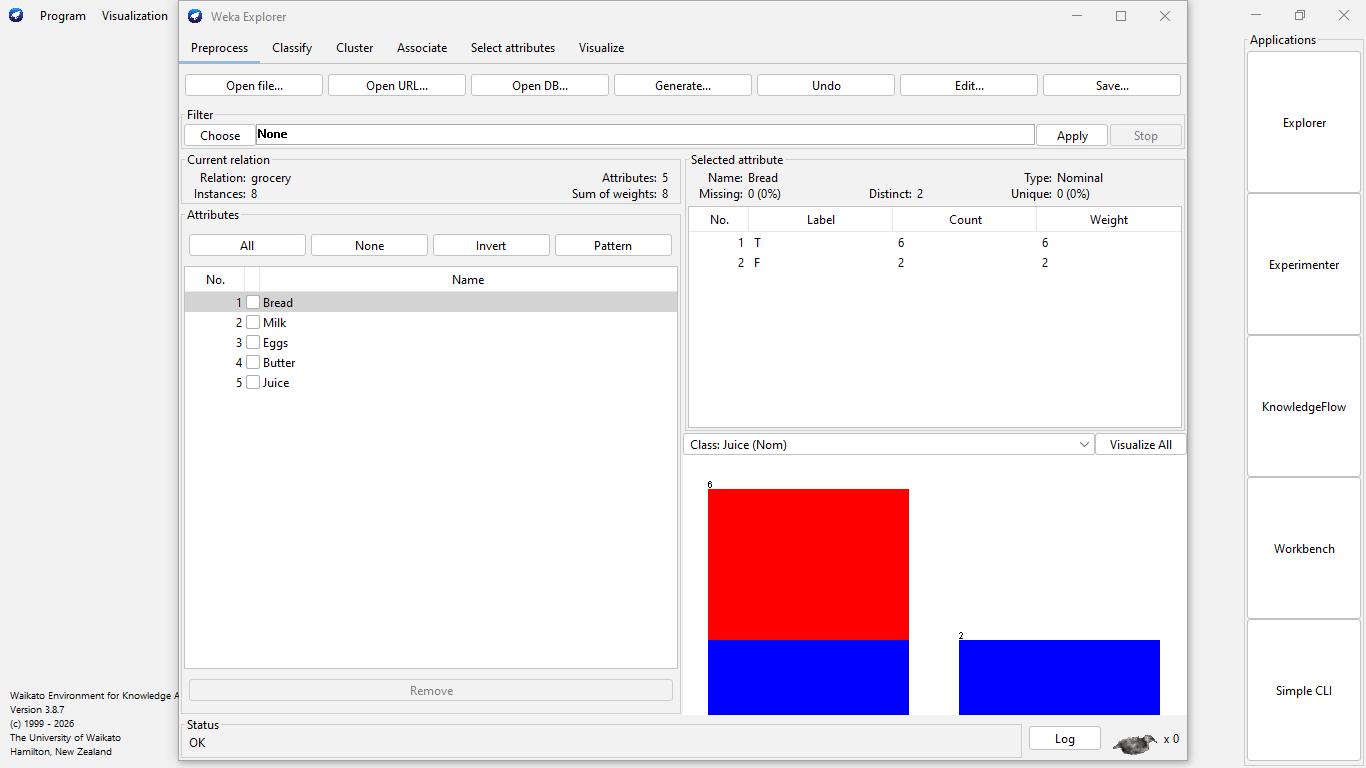 Program Visualization
Weka Explorer
Applications
Preprocess Classify Cluster Associate Select attributes Visualize
Open file... Open URL... Open DB... Generate... Undo Edit... Save...
Filter
Choose None Apply Stop
Current relation
Relation: grocery Attributes: 5
Instances: 8 Sum of weights: 8
Attributes
All None Invert Pattern
No. Name
1 Bread
2 Milk
3 Eggs
4 Butter
5 Juice
Remove
Selected attribute
Name: Bread Type: Nominal
Missing: 0 (0%) Distinct: 2 Unique: 0 (0%)
No. Label Count Weight
1 T 6 6
2 F 2 2
Class: Juice (Nom) Visualize All
6
2
Status
OK
Log x 0
Explorer
Experimenter
KnowledgeFlow
Workbench
Simple CLI
Waikato Environment for Knowledge A
Version 3.8.7
(c) 1999 - 2026
The University of Waikato
Hamilton, New Zealand